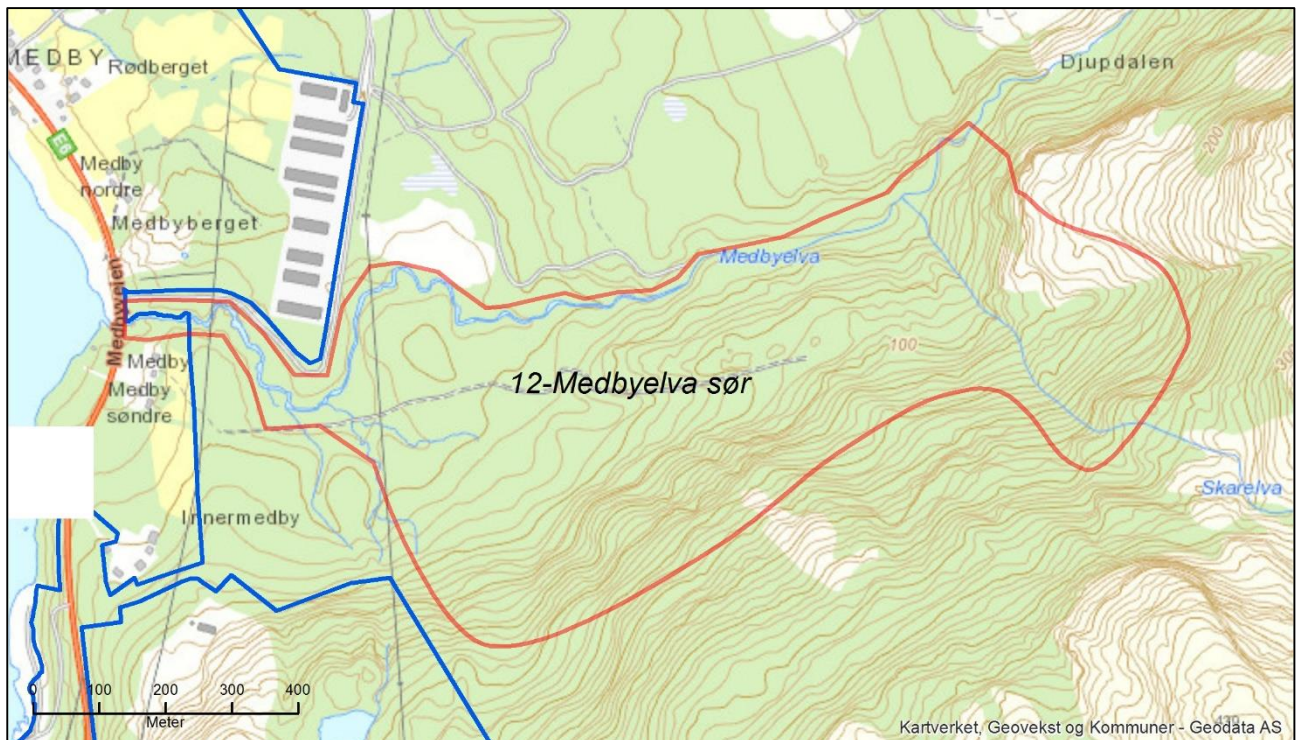 MEDBY
Rødberget
E6
Medby
nordre
Medbyberget
Medbyveien
Djupdalen
200
Medbyelva
100
300
12-Medbyelva sør
Medby
Medby
søndre
Skarelva
Innermedby
0 100 200 300 400
Meter
Kartverket, Geovekst og Kommuner - Geodata AS